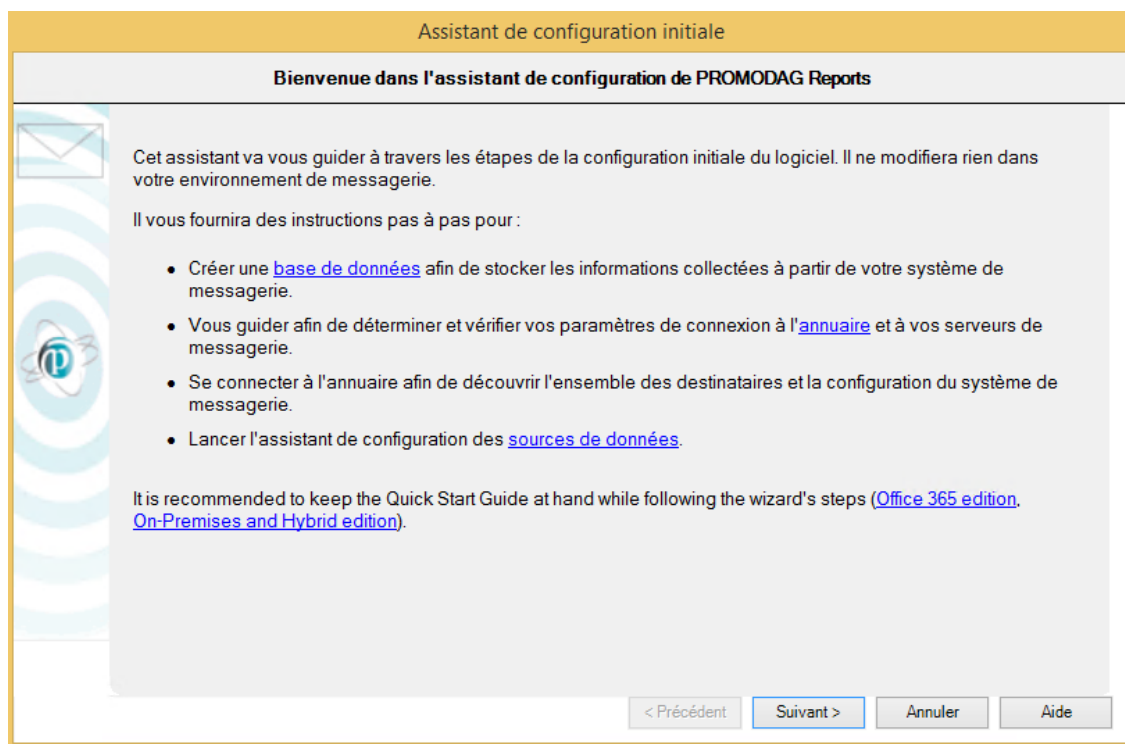 Assistant de configuration initiale
Bienvenue dans l'assistant de configuration de PROMODAG Reports
Cet assistant va vous guider à travers les étapes de la configuration initiale du logiciel. Il ne modifiera rien dans
votre environnement de messagerie.
Il vous fournira des instructions pas à pas pour :
• Créer une base de données afin de stocker les informations collectées à partir de votre système de
messagerie.
• Vous guider afin de déterminer et vérifier vos paramètres de connexion à l'annuaire et à vos serveurs de
messagerie.
• Se connecter à l'annuaire afin de découvrir l'ensemble des destinataires et la configuration du système de
messagerie.
• Lancer l'assistant de configuration des sources de données.
It is recommended to keep the Quick Start Guide at hand while following the wizard's steps (Office 365 edition,
On-Premises and Hybrid edition).
p
< Précédent Suivant > Annuler Aide